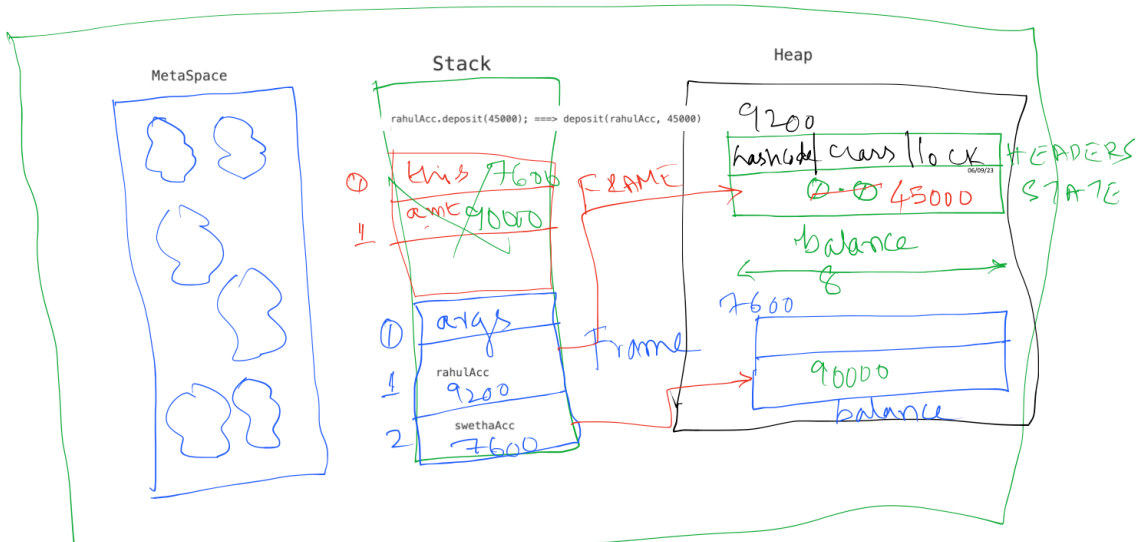 MetaSpace
Stack
Heap
rahulAcc.deposit(45000); ===> deposit(rahulAcc, 45000)
0 this 7600
1 amt 90000
FRAME
0 args
1 rahulAcc
9200
2 swethaAcc
7600
Frame
9200
hashcode class lock HEADERS
06/09/23
0.0 45000 STATE
balance
8
7600
90000
balance